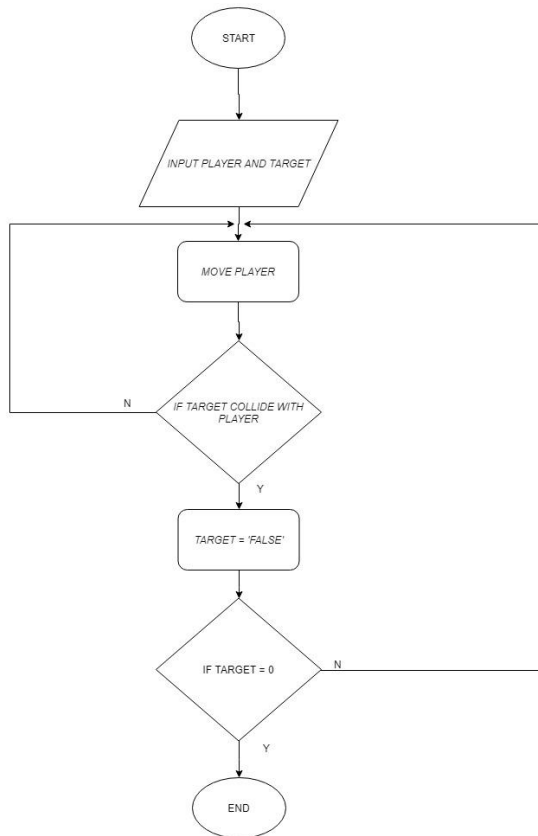 START
INPUT PLAYER AND TARGET
MOVE PLAYER
N
IF TARGET COLLIDE WITH
PLAYER
Y
TARGET = 'FALSE'
IF TARGET = 0
N
Y
END